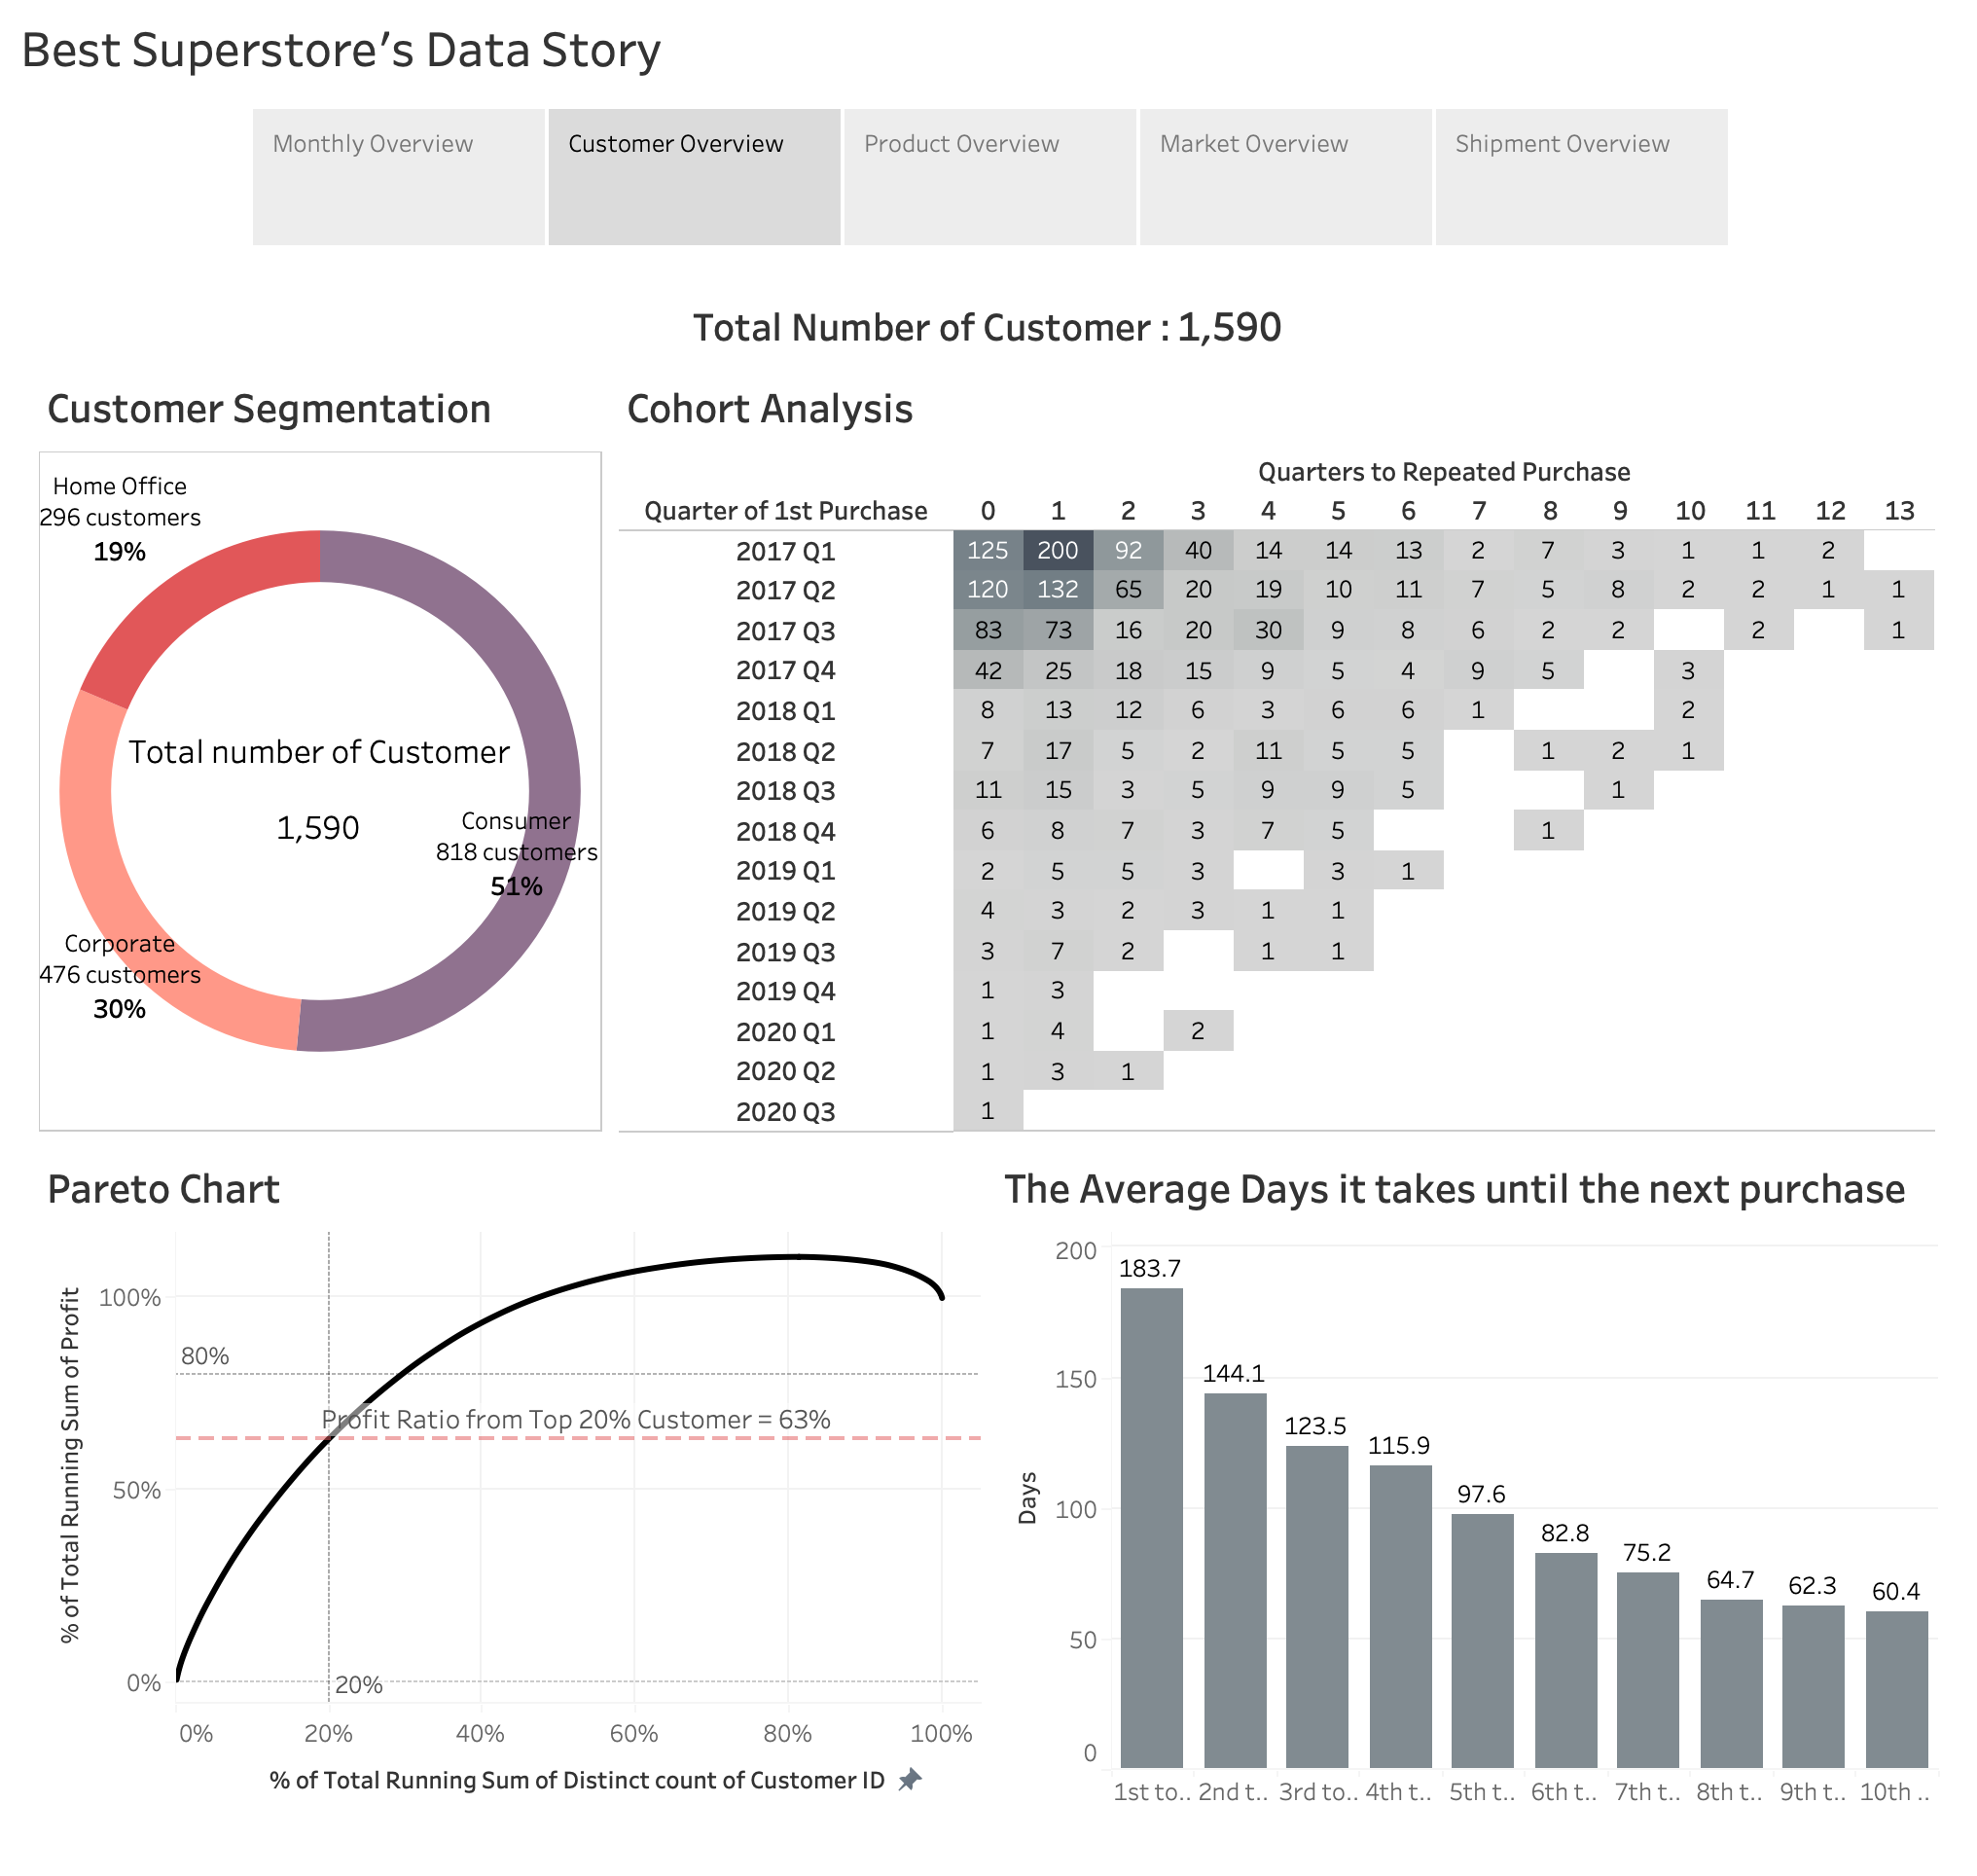 Best Superstore’s Data Story
Monthly Overview
Customer Overview
Product Overview
Market Overview
Shipment Overview
Total Number of Customer : 1,590
Customer Segmentation
Home Office
296 customers
19%
Total number of Customer
1,590
Consumer
818 customers
51%
Corporate
476 customers
30%
Cohort Analysis
Quarters to Repeated Purchase
Quarter of 1st Purchase 0 1 2 3 4 5 6 7 8 9 10 11 12 13
2017 Q1 125 200 92 40 14 14 13 2 7 3 1 1 2
2017 Q2 120 132 65 20 19 10 11 7 5 8 2 2 1 1
2017 Q3 83 73 16 20 30 9 8 6 2 2 2 1
2017 Q4 42 25 18 15 9 5 4 9 5 3
2018 Q1 8 13 12 6 3 6 6 1 2
2018 Q2 7 17 5 2 11 5 5 1 2 1
2018 Q3 11 15 3 5 9 9 5 1
2018 Q4 6 8 7 3 7 5 1
2019 Q1 2 5 5 3 3 1
2019 Q2 4 3 2 3 1 1
2019 Q3 3 7 2 1 1
2019 Q4 1 3
2020 Q1 1 4 2
2020 Q2 1 3 1
2020 Q3 1
Pareto Chart
% of Total Running Sum of Profit
100%
80%
Profit Ratio from Top 20% Customer = 63%
50%
0%
20%
0% 20% 40% 60% 80% 100%
% of Total Running Sum of Distinct count of Customer ID
The Average Days it takes until the next purchase
Days
200
150
100
50
0
183.7
144.1
123.5
115.9
97.6
82.8
75.2
64.7
62.3
60.4
1st to.. 2nd t.. 3rd to.. 4th t.. 5th t.. 6th t.. 7th t.. 8th t.. 9th t.. 10th ..